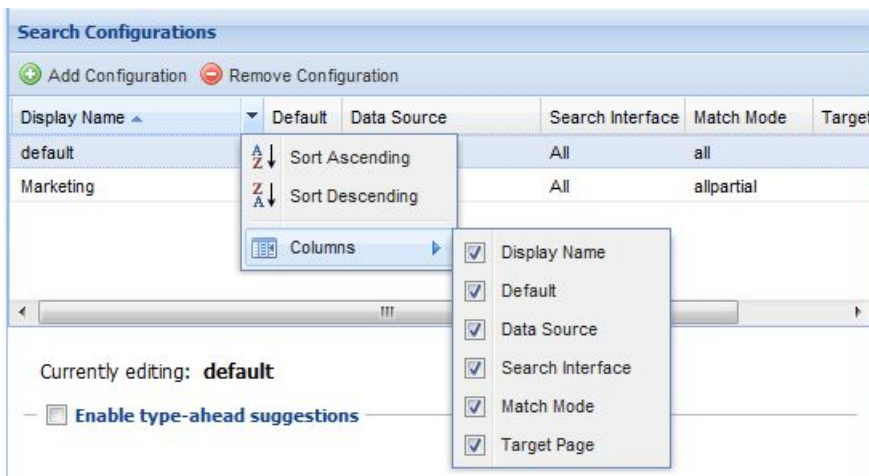 Search Configurations
Add Configuration Remove Configuration
Display Name Default Data Source Search Interface Match Mode Target
default All all
Marketing All allpartial
Sort Ascending
Sort Descending
Columns
Display Name
Default
Data Source
Search Interface
Match Mode
Target Page
Currently editing: default
Enable type-ahead suggestions